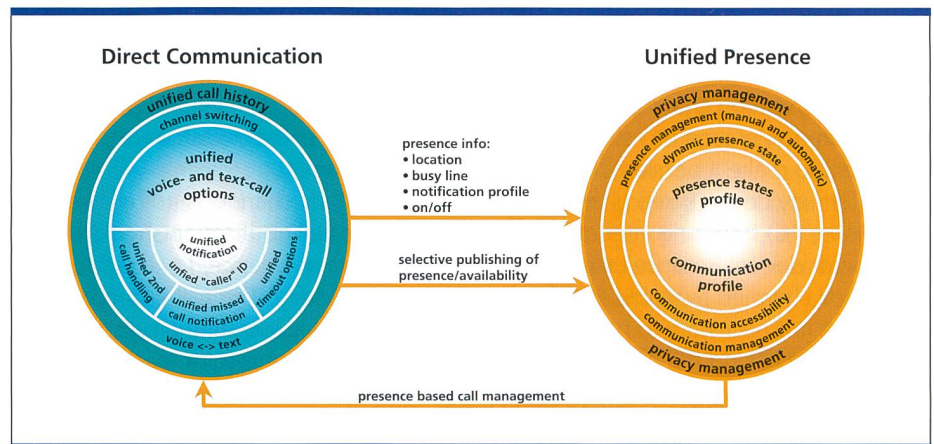 Direct Communication
unified call history
channel switching
unified
voice- and text-call
options
unified
notification
unfied "caller" ID
unified 2nd
call handling
unified missed
call notification
unified
timeout options
voice <-> text
presence info:
• location
• busy line
• notification profile
• on/off
selective publishing of
presence/availability
presence based call management
Unified Presence
privacy management
presence management (manual and automatic)
dynamic presence state
presence states
profile
communication
profile
communication accessibility
communication management
privacy management